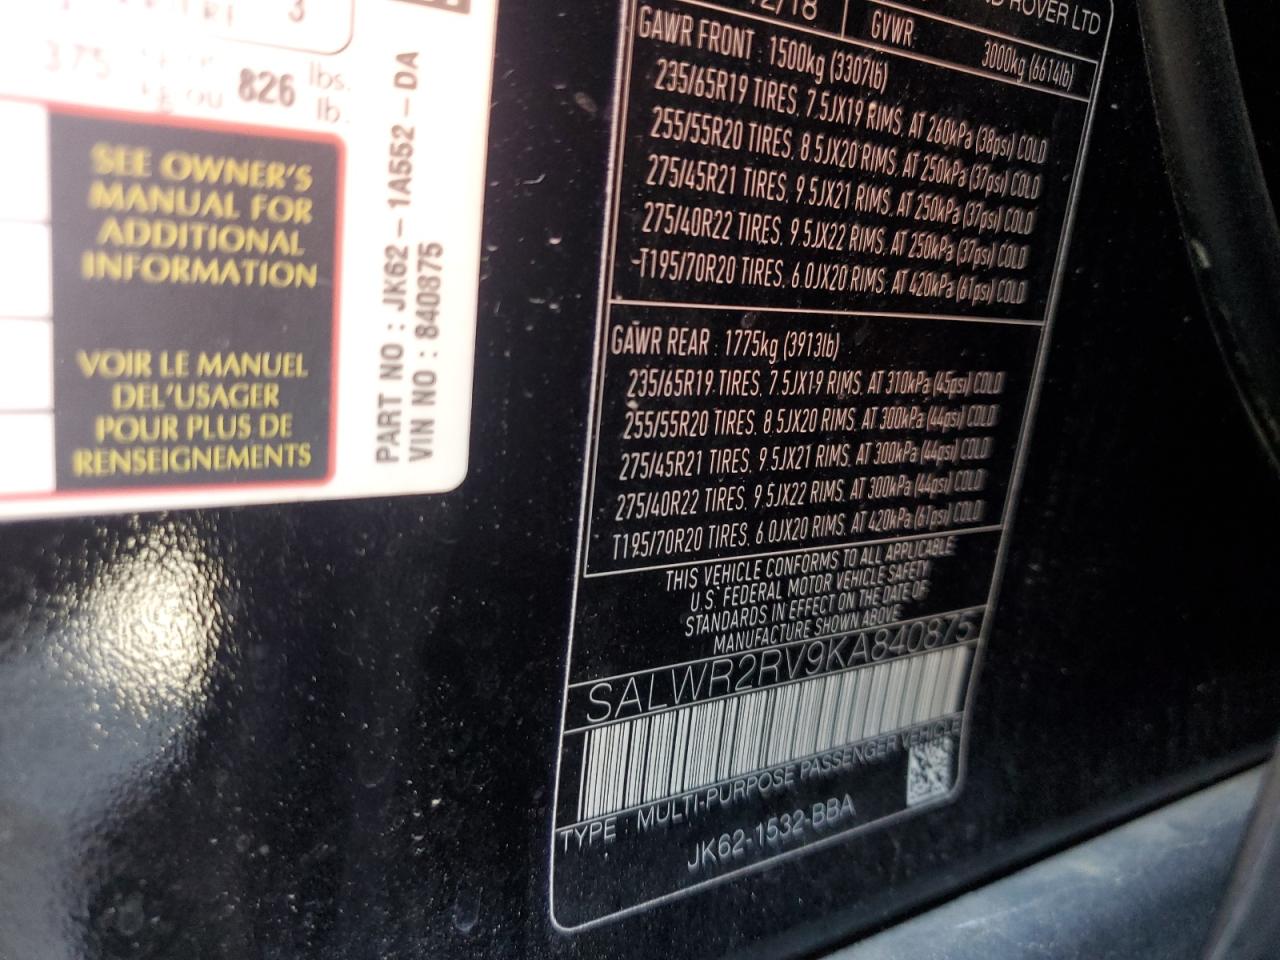 3
375
826 lbs.
kg ou lb.
SEE OWNER'S
MANUAL FOR
ADDITIONAL
INFORMATION
VOIR LE MANUEL
DEL'USAGER
POUR PLUS DE
RENSEIGNEMENTS
PART NO : JK62-1A552-DA
VIN NO : 840875
12/18
ROVER LTD
GVWR. 3000kg (6614lb)
GAWR FRONT : 1500kg (3307lb)
235/65R19 TIRES, 7.5JX19 RIMS, AT 260kPa (38psi) COLD
255/55R20 TIRES, 8.5JX20 RIMS, AT 250kPa (37psi) COLD
275/45R21 TIRES, 9.5JX21 RIMS, AT 250kPa (37psi) COLD
275/40R22 TIRES, 9.5JX22 RIMS, AT 250kPa (37psi) COLD
T195/70R20 TIRES, 6.0JX20 RIMS, AT 420kPa (61psi) COLD
GAWR REAR : 1775kg (3913lb)
235/65R19 TIRES, 7.5JX19 RIMS, AT 310kPa (45psi) COLD
255/55R20 TIRES, 8.5JX20 RIMS, AT 300kPa (44psi) COLD
275/45R21 TIRES, 9.5JX21 RIMS, AT 300kPa (44psi) COLD
275/40R22 TIRES, 9.5JX22 RIMS, AT 300kPa (44psi) COLD
T195/70R20 TIRES, 6.0JX20 RIMS, AT 420kPa (61psi) COLD
THIS VEHICLE CONFORMS TO ALL APPLICABLE
U.S. FEDERAL MOTOR VEHICLE SAFETY
STANDARDS IN EFFECT ON THE DATE OF
MANUFACTURE SHOWN ABOVE
SALWR2RV9KA840875
TYPE : MULTI-PURPOSE PASSENGER VEHICLE
JK62-1532-BBA